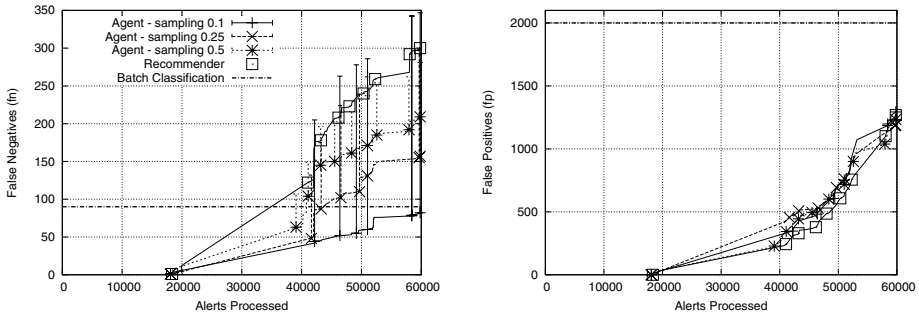 350
300
250
200
150
100
50
0
False Negatives (fn)
Agent - sampling 0.1
Agent - sampling 0.25
Agent - sampling 0.5
Recommender
Batch Classification
0 10000 20000 30000 40000 50000 60000
Alerts Processed
2000
1500
1000
500
0
False Positives (fp)
0 10000 20000 30000 40000 50000 60000
Alerts Processed